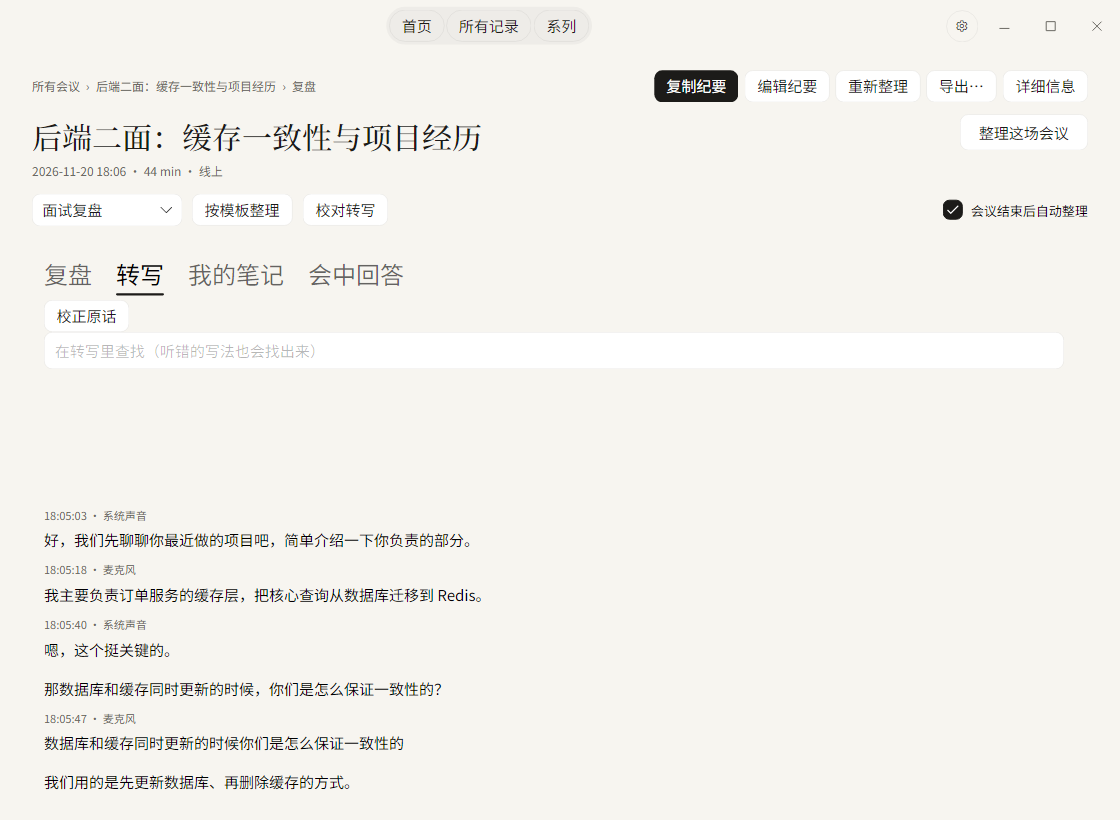 首页 所有记录 系列
所有会议 › 后端二面：缓存一致性与项目经历 › 复盘
复制纪要 编辑纪要 重新整理 导出··· 详细信息
后端二面：缓存一致性与项目经历
整理这场会议
2026-11-20 18:06 · 44 min · 线上
面试复盘 按模板整理 校对转写
会议结束后自动整理
复盘 转写 我的笔记 会中回答
校正原话
在转写里查找（听错的写法也会找出来）
18:05:03 · 系统声音
好，我们先聊聊你最近做的项目吧，简单介绍一下你负责的部分。
18:05:18 · 麦克风
我主要负责订单服务的缓存层，把核心查询从数据库迁移到 Redis。
18:05:40 · 系统声音
嗯，这个挺关键的。
那数据库和缓存同时更新的时候，你们是怎么保证一致性的？
18:05:47 · 麦克风
数据库和缓存同时更新的时候你们是怎么保证一致性的
我们用的是先更新数据库、再删除缓存的方式。